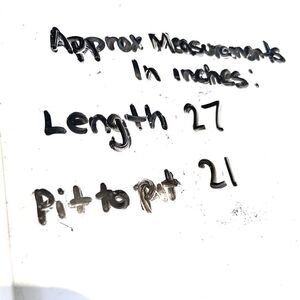 Approx Measurements
In inches:
Length 27
pit to pit 21